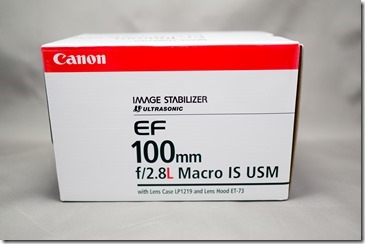 Canon
IMAGE STABILIZER
ULTRASONIC
EF
100mm
f/2.8L Macro IS USM
with Lens Case LP1219 and Lens Hood ET-73